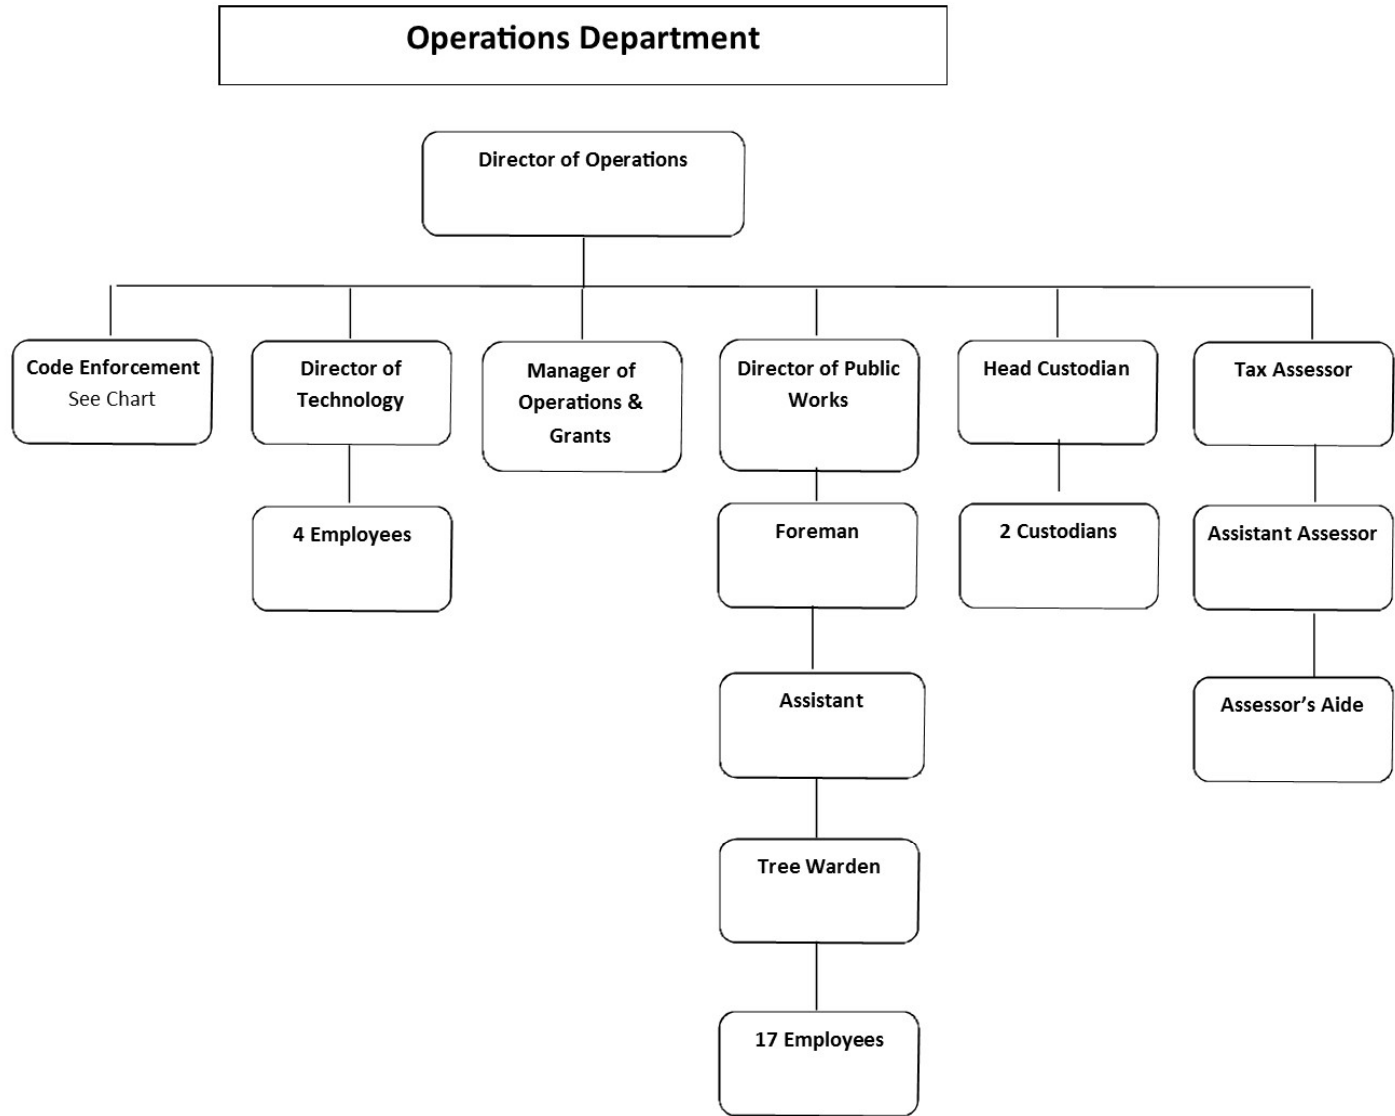 Operations Department
Director of Operations
Code Enforcement
See Chart
Director of
Technology
Manager of
Operations &
Grants
Director of Public
Works
Head Custodian
Tax Assessor
4 Employees
Foreman
2 Custodians
Assistant Assessor
Assistant
Assessor’s Aide
Tree Warden
17 Employees